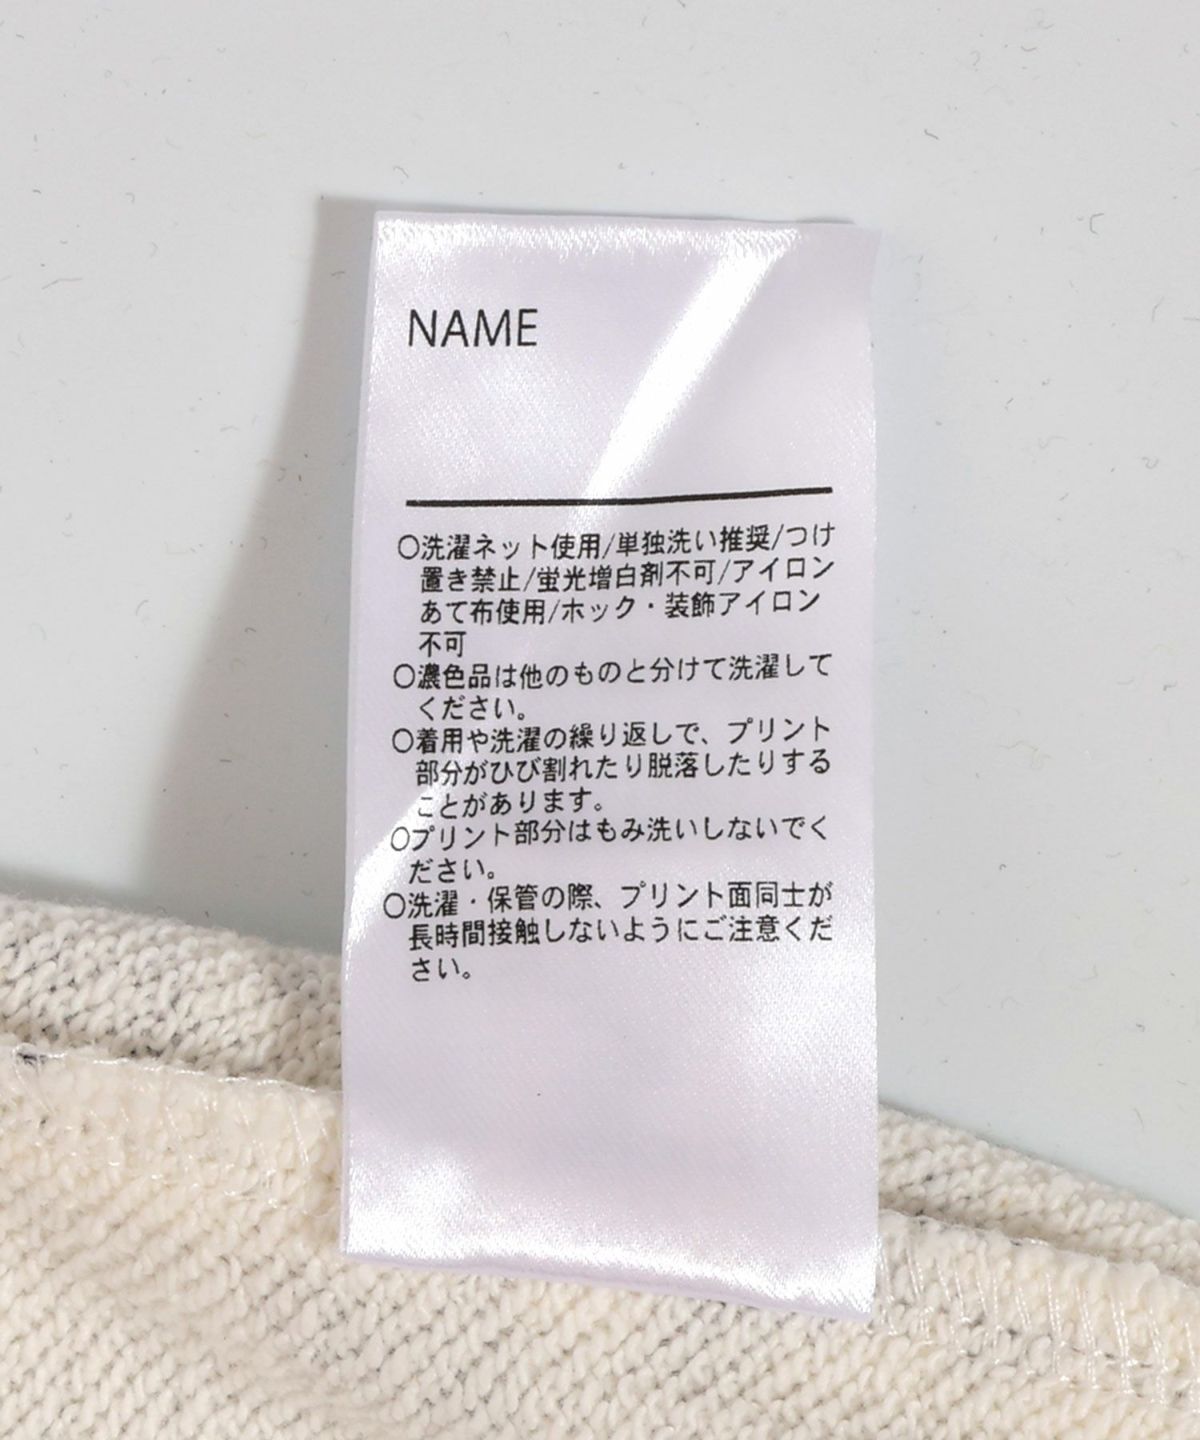 NAME
○洗濯ネット使用/単独洗い推奨/つけ
置き禁止/蛍光増白剤不可/アイロン
あて布使用/ホック・装飾アイロン
不可
○濃色品は他のものと分けて洗濯して
ください。
○着用や洗濯の繰り返しで、プリント
部分がひび割れたり脱落したりする
ことがあります。
○プリント部分はもみ洗いしないでく
ださい。
○洗濯・保管の際、プリント面同士が
長時間接触しないようにご注意くだ
さい。